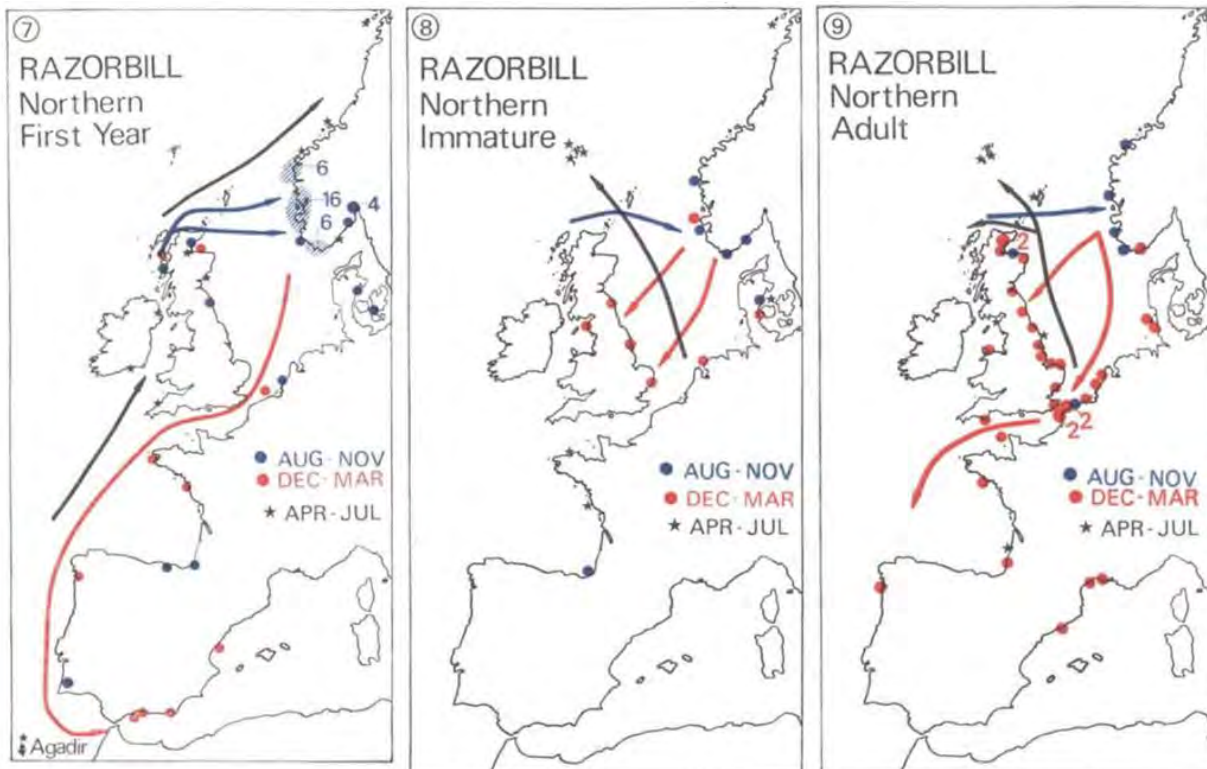 ⑦
RAZORBILL
Northern
First Year
6
16
6
4
AUG-NOV
DEC-MAR
★ APR-JUL
Agadir
⑧
RAZORBILL
Northern
Immature
AUG-NOV
DEC-MAR
★ APR-JUL
⑨
RAZORBILL
Northern
Adult
2
2
2
AUG-NOV
DEC-MAR
★ APR-JUL